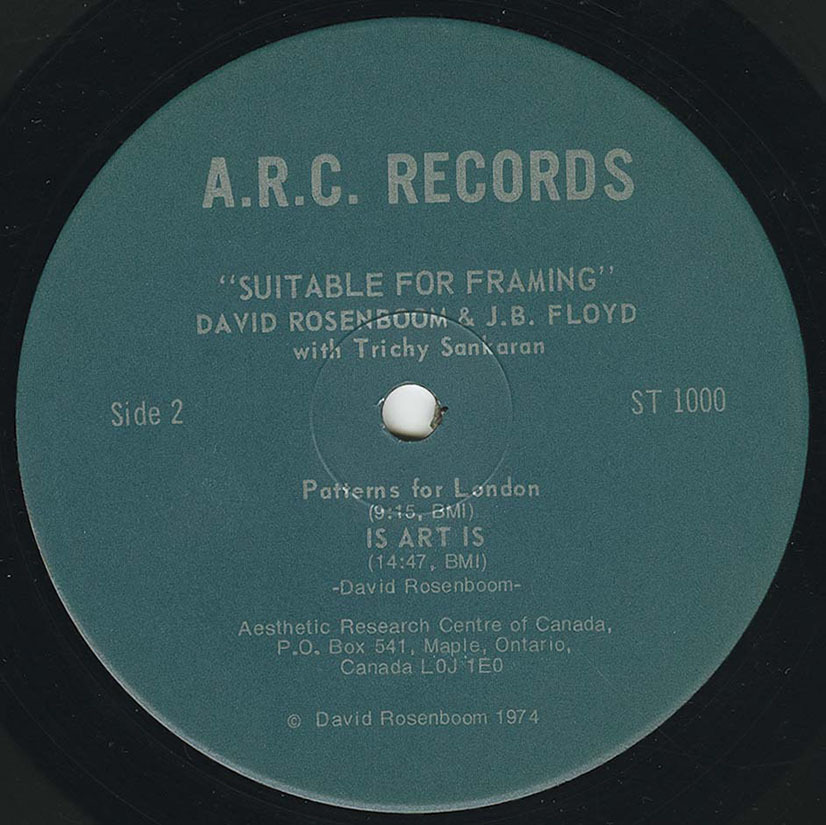 A.R.C. RECORDS
"SUITABLE FOR FRAMING"
DAVID ROSENBOOM & J.B. FLOYD
with Trichy Sankaran
Side 2
ST 1000
Patterns for London
(9:15, BMI)
IS ART IS
(14:47, BMI)
-David Rosenboom-
Aesthetic Research Centre of Canada,
P.O. Box 541, Maple, Ontario,
Canada L0J 1E0
© David Rosenboom 1974